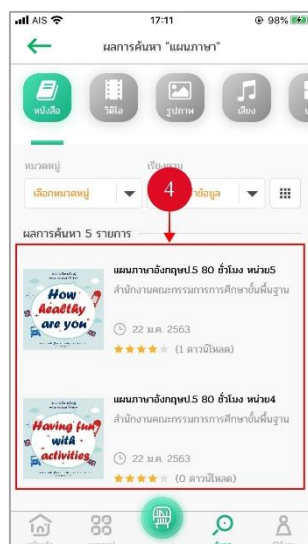 AIS 17:11 98%
ผลการค้นหา "แผนภาษา"
หนังสือ วิดีโอ รูปภาพ เสียง
หมวดหมู่ เรียงตาม
เลือกหมวดหมู่
4
ผลการค้นหา 5 รายการ
How healthy are you
แผนภาษาอังกฤษป.5 80 ชั่วโมง หน่วย5
สำนักงานคณะกรรมการการศึกษาขั้นพื้นฐาน
22 ม.ค. 2563
(1 ดาวน์โหลด)
Having fun with activities
แผนภาษาอังกฤษป.5 80 ชั่วโมง หน่วย4
สำนักงานคณะกรรมการการศึกษาขั้นพื้นฐาน
22 ม.ค. 2563
(0 ดาวน์โหลด)